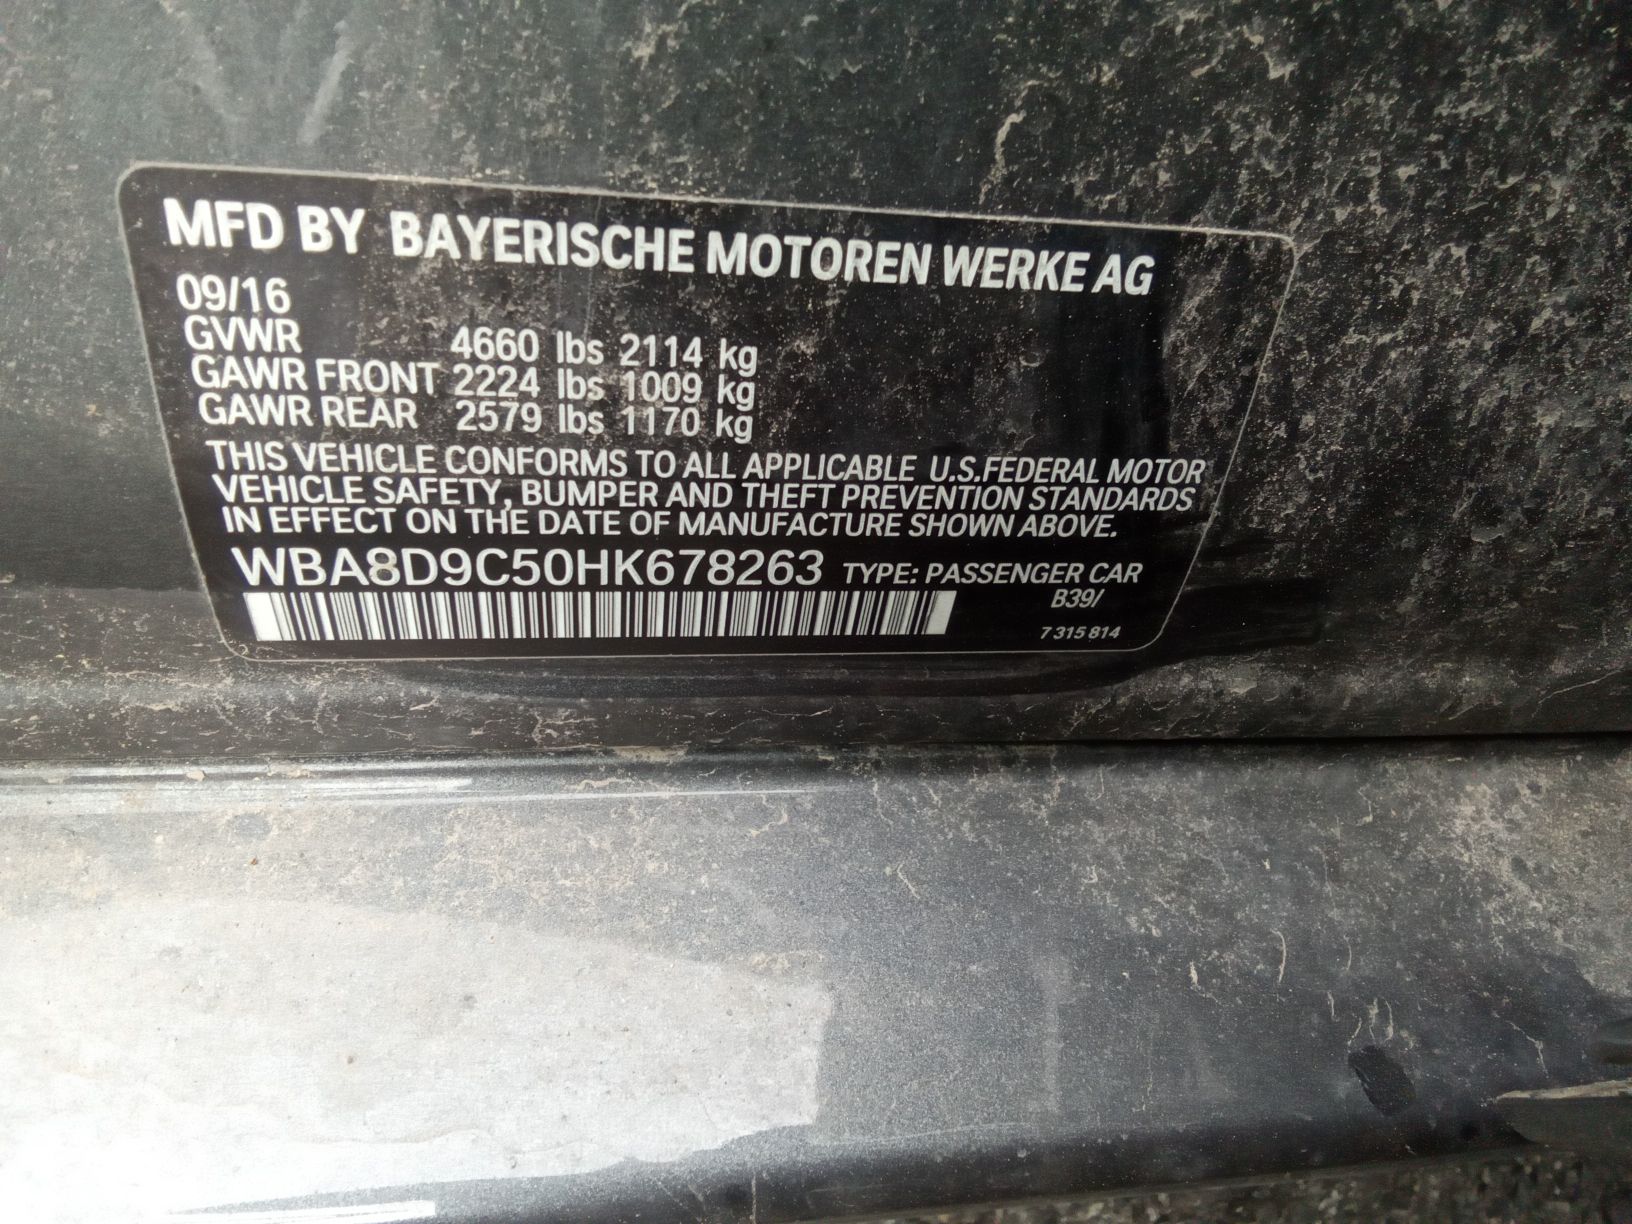 MFD BY BAYERISCHE MOTOREN WERKE AG
09/16
GVWR 4660 lbs 2114 kg
GAWR FRONT 2224 lbs 1009 kg
GAWR REAR 2579 lbs 1170 kg
THIS VEHICLE CONFORMS TO ALL APPLICABLE U.S.FEDERAL MOTOR
VEHICLE SAFETY, BUMPER AND THEFT PREVENTION STANDARDS
IN EFFECT ON THE DATE OF MANUFACTURE SHOWN ABOVE.
WBA8D9C50HK678263 TYPE: PASSENGER CAR
B39/
7 315 814